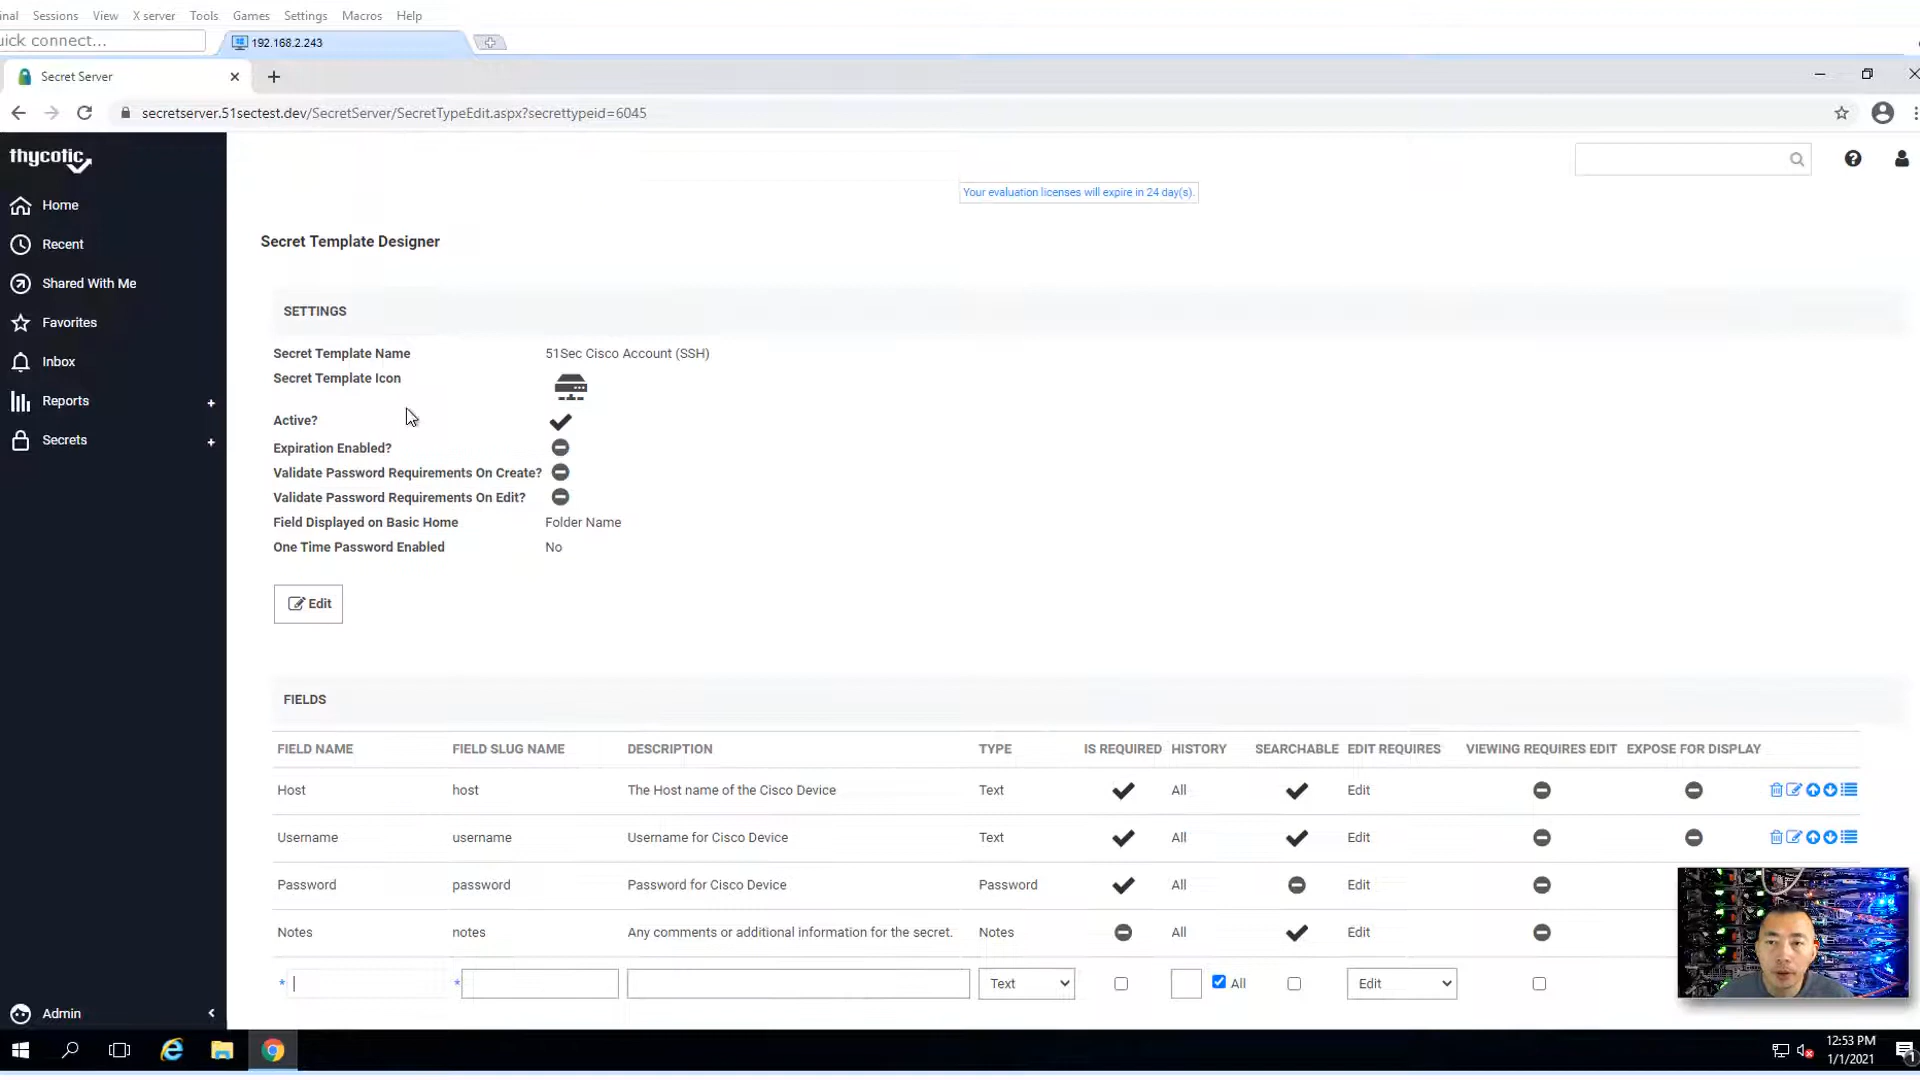 Sessions View X server Tools Games Settings Macros Help
uick connect...
192.168.2.243
Secret Server
secretserver.51sectest.dev/SecretServer/SecretTypeEdit.aspx?secrettypeid=6045
thycotic
Your evaluation licenses will expire in 24 day(s).
Home
Recent
Shared With Me
Favorites
Inbox
Reports +
Secrets +
Admin
Secret Template Designer
SETTINGS
Secret Template Name 51Sec Cisco Account (SSH)
Secret Template Icon
Active?
Expiration Enabled?
Validate Password Requirements On Create?
Validate Password Requirements On Edit?
Field Displayed on Basic Home Folder Name
One Time Password Enabled No
Edit
FIELDS
FIELD NAME FIELD SLUG NAME DESCRIPTION TYPE IS REQUIRED HISTORY SEARCHABLE EDIT REQUIRES VIEWING REQUIRES EDIT EXPOSE FOR DISPLAY
Host host The Host name of the Cisco Device Text All Edit
Username username Username for Cisco Device Text All Edit
Password password Password for Cisco Device Password All Edit
Notes notes Any comments or additional information for the secret. Notes All Edit
* * Text All Edit
12:53 PM
1/1/2021
1